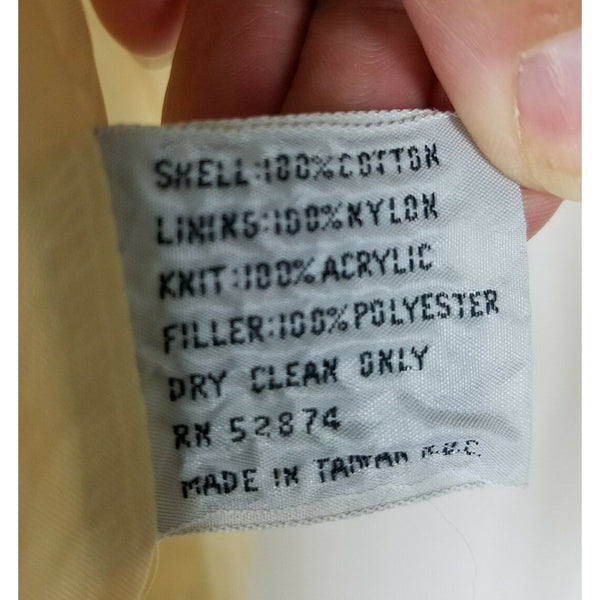 SHELL:100%COTTON
LINING:100%NYLON
KNIT:100%ACRYLIC
FILLER:100%POLYESTER
DRY CLEAN ONLY
RN 52874
MADE IN TAIWAN R.O.C.